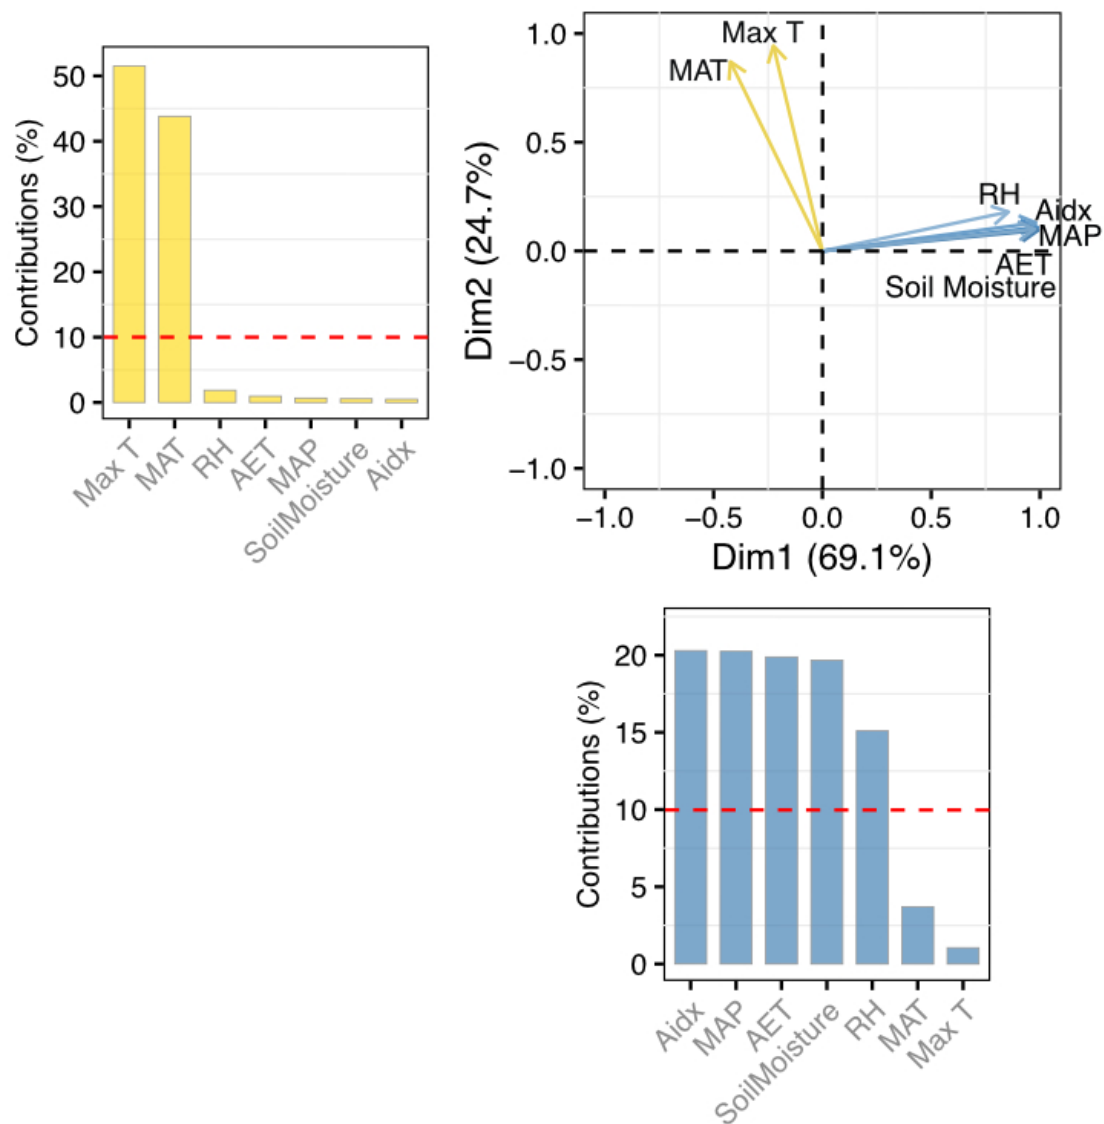 Contributions (%)
50
40
30
20
10
0
Max T
MAT
RH
AET
MAP
SoilMoisture
Aidx
Dim2 (24.7%)
1.0
0.5
0.0
−0.5
−1.0
Max T
MAT
RH
Aidx
MAP
AET
Soil Moisture
−1.0 −0.5 0.0 0.5 1.0
Dim1 (69.1%)
Contributions (%)
20
15
10
5
0
Aidx
MAP
AET
SoilMoisture
RH
MAT
Max T